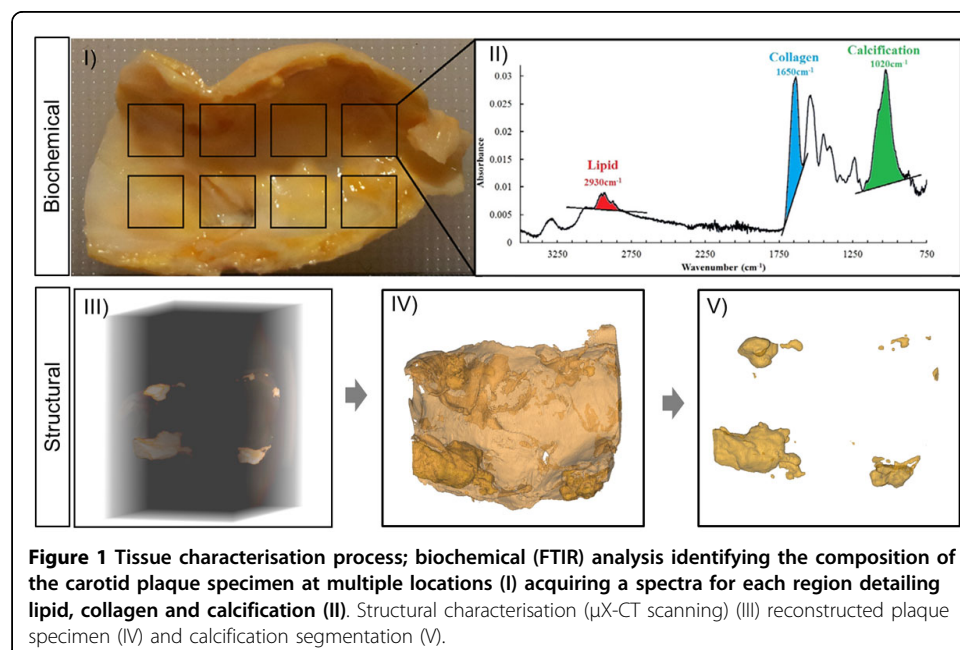 Biochemical
I)
II)
Collagen
1650cm⁻¹
Calcification
1020cm⁻¹
Lipid
2930cm⁻¹
Absorbance
0.03
0.025
0.02
0.015
0.01
0.005
0
3250 2750 2250 1750 1250 750
Wavenumber (cm⁻¹)
Structural
III)
IV)
V)
Figure 1 Tissue characterisation process; biochemical (FTIR) analysis identifying the composition of
the carotid plaque specimen at multiple locations (I) acquiring a spectra for each region detailing
lipid, collagen and calcification (II). Structural characterisation (µX-CT scanning) (III) reconstructed plaque
specimen (IV) and calcification segmentation (V).